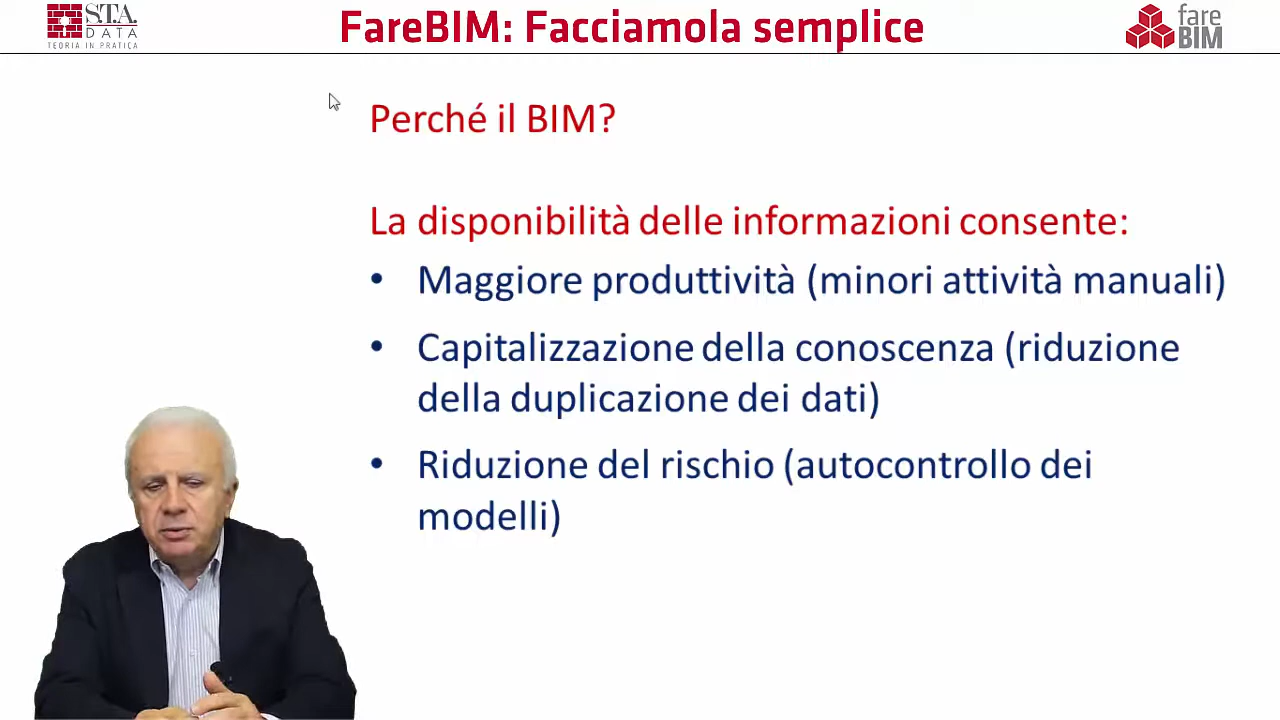 S.T.A.
DATA
TEORIA IN PRATICA
FareBIM: Facciamola semplice
fare
BIM
Perché il BIM?
La disponibilità delle informazioni consente:
• Maggiore produttività (minori attività manuali)
• Capitalizzazione della conoscenza (riduzione
della duplicazione dei dati)
• Riduzione del rischio (autocontrollo dei
modelli)